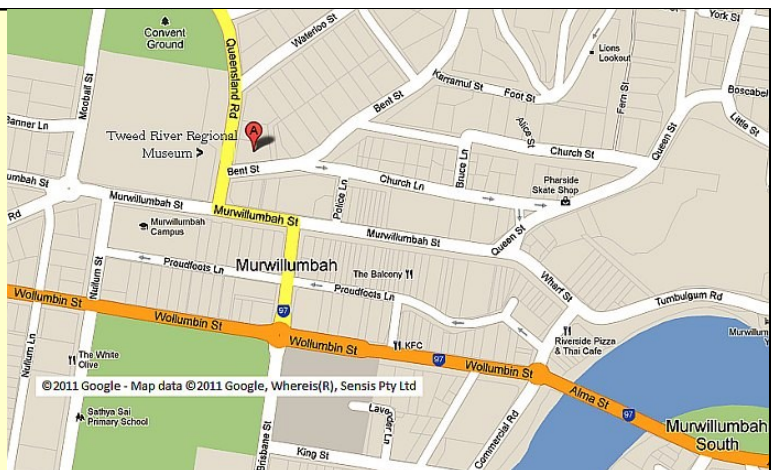 Convent
Ground
Moobalf St
Queensland Rd
Waterloo St
Karramul St
Foot St
Lions
Lookout
York St
Boscabel
Little St
Fern St
Alice St
Bent St
Banner Ln
Tweed River Regional
Museum >
A
Bent St
Church St
Church Ln
Bruce Ln
Queen St
Pharside
Skate Shop
Police Ln
umbah St
Rd
Murwillumbah St
Murwillumbah St
Murwillumbah St
Queen St
Murwillumbah
Campus
Nullum St
Proudfoots Ln
Murwillumbah
The Balcony
Proudfoots Ln
Wharf St
Tumbulgum Rd
97
Wollumbin St
Wollumbin St
Wollumbin St
Wollumbin St
97
KFC
Riverside Pizza
& Thai Cafe
Murwillum
Nullum Ln
The White
Olive
©2011 Google - Map data ©2011 Google, Whereis(R), Sensis Pty Ltd
Alma St
97
Sathya Sai
Primary School
Brisbane St
Lavender Ln
Commercial Rd
King St
Murwillumbah
South